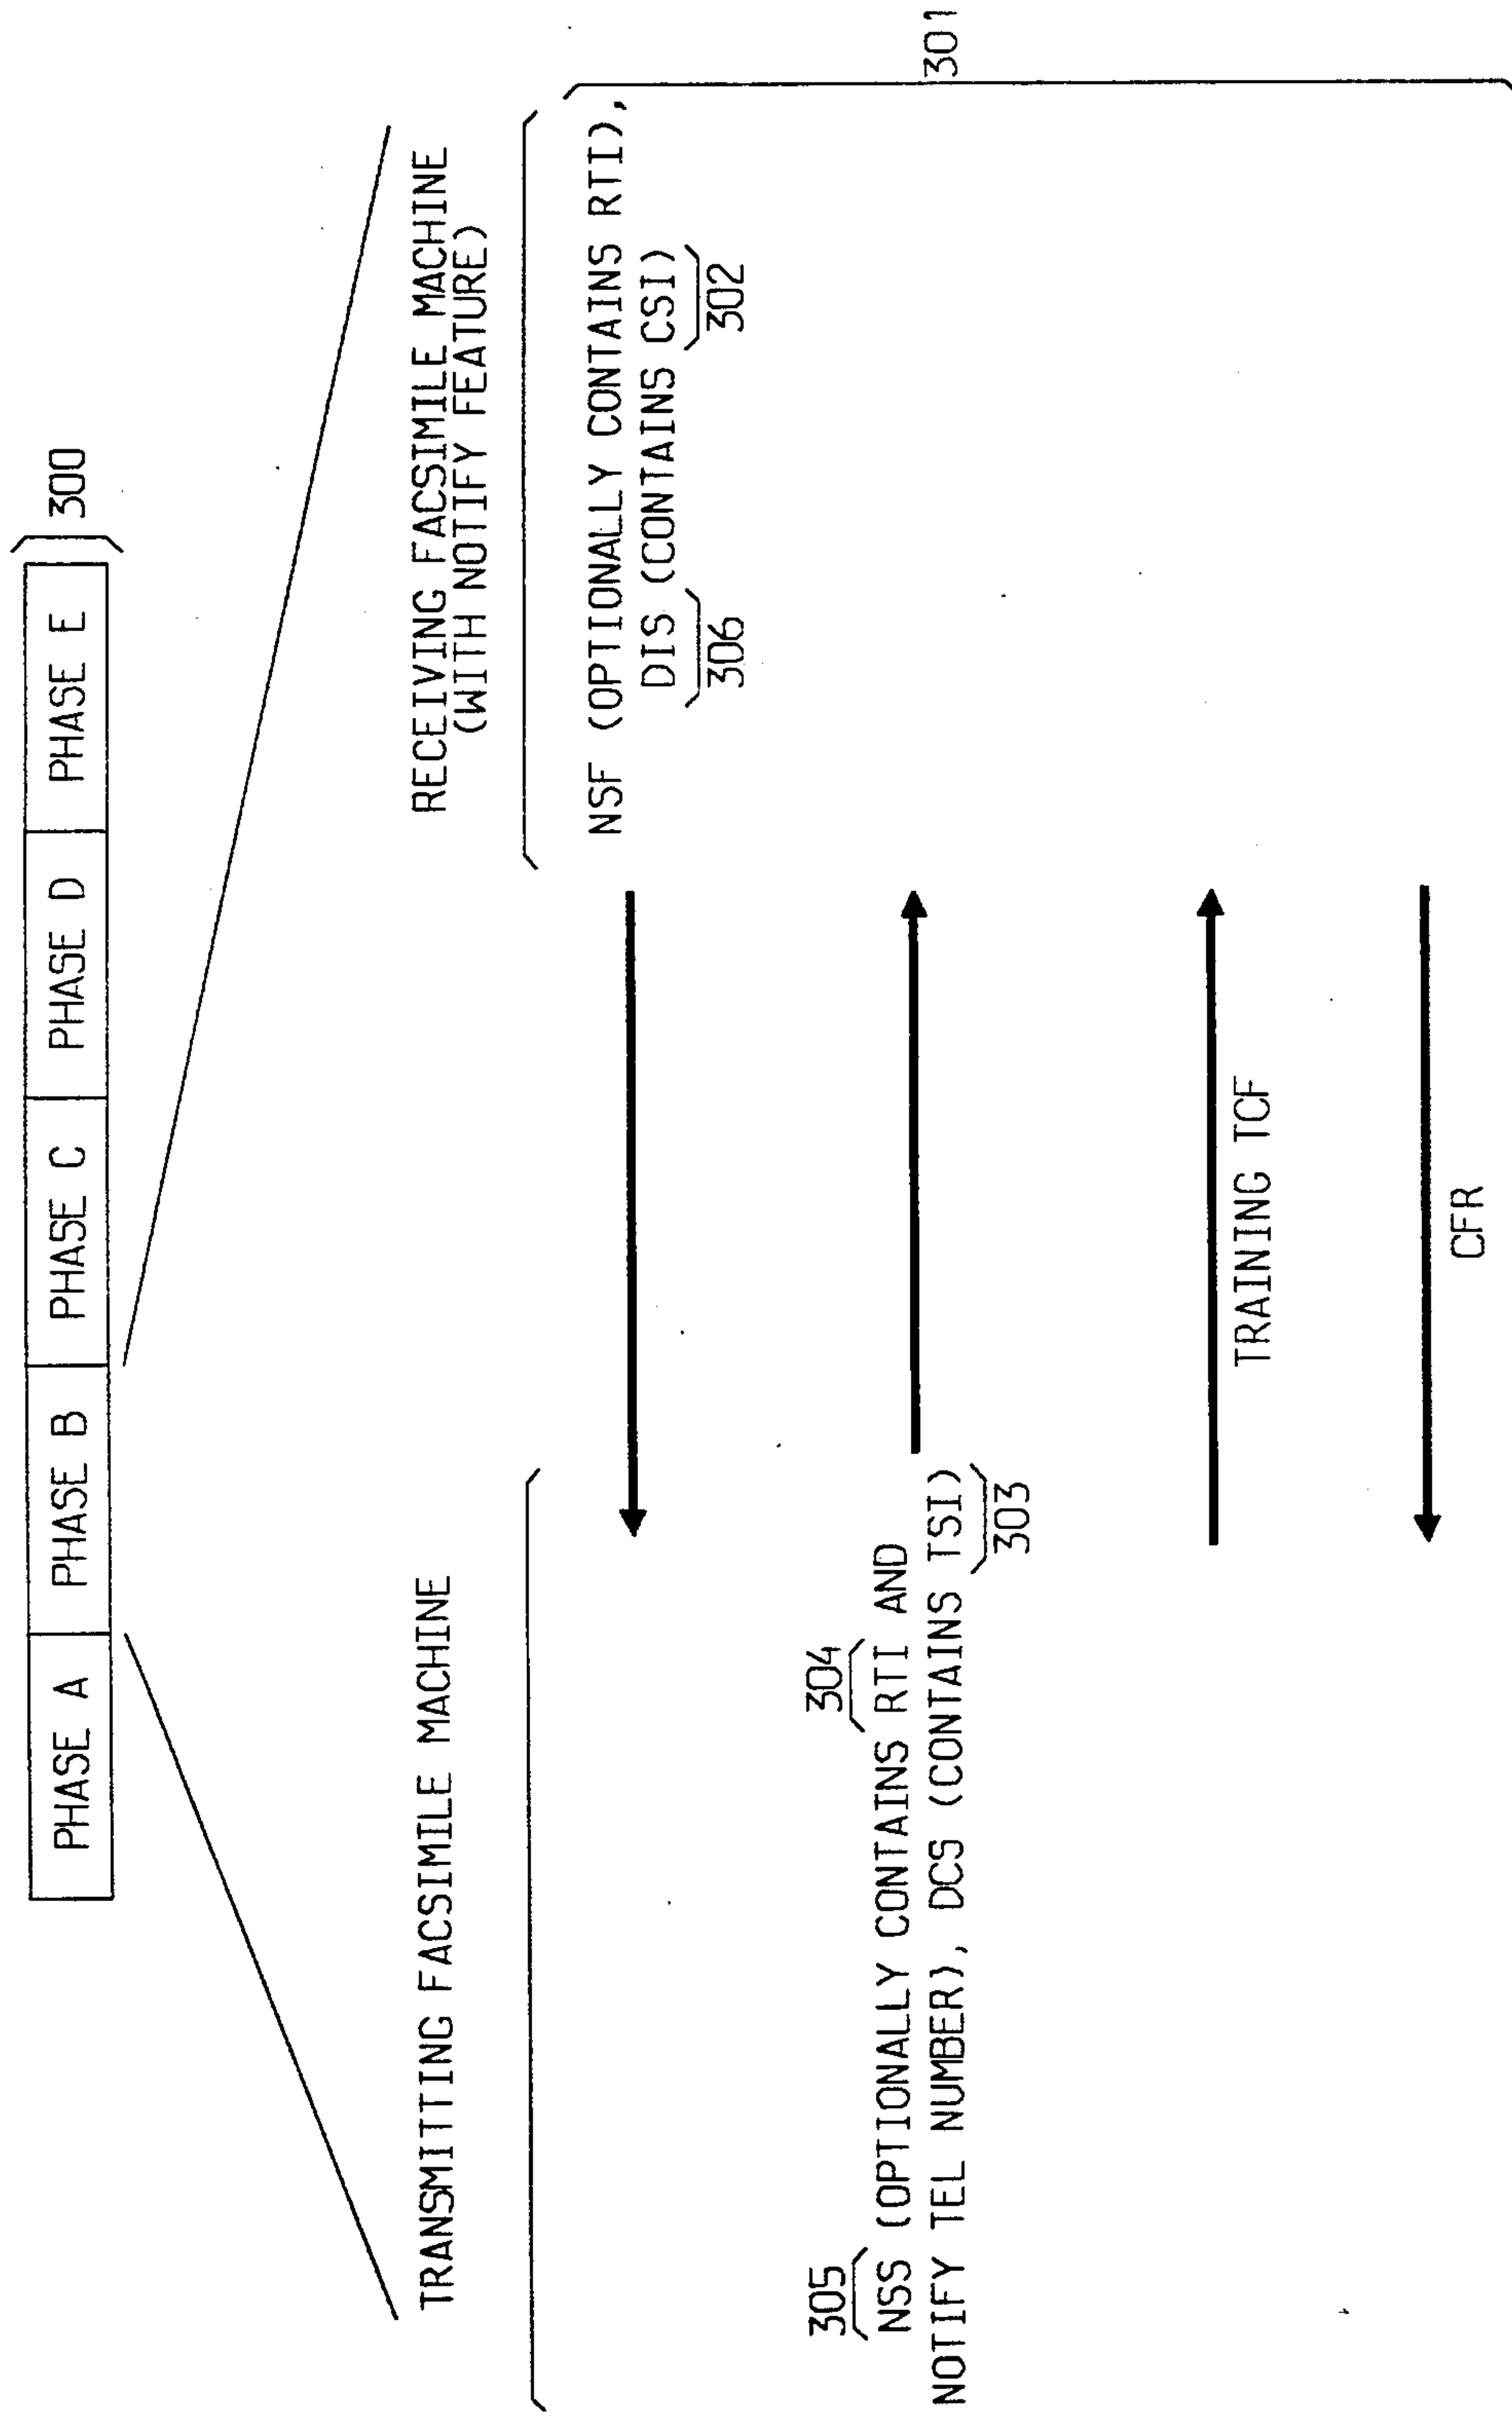 PHASE A PHASE B PHASE C PHASE D PHASE E
300
TRANSMITTING FACSIMILE MACHINE
RECEIVING FACSIMILE MACHINE
(WITH NOTIFY FEATURE)
NSF (OPTIONALLY CONTAINS RTI),
DIS (CONTAINS CSI)
306
302
301
305
304
NSS (OPTIONALLY CONTAINS RTI AND
NOTIFY TEL NUMBER), DCS (CONTAINS TSI)
303
TRAINING TCF
CFR